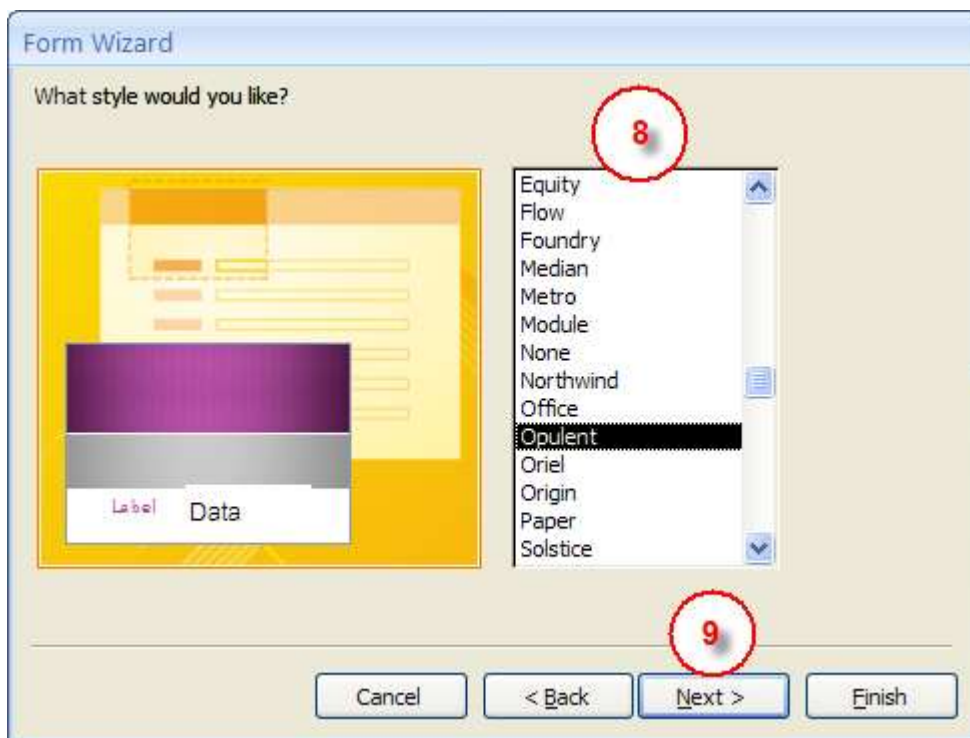 Form Wizard
What style would you like?
8
Equity
Flow
Foundry
Median
Metro
Module
None
Northwind
Office
Opulent
Oriel
Origin
Paper
Solstice
Label Data
9
Cancel < Back Next > Finish